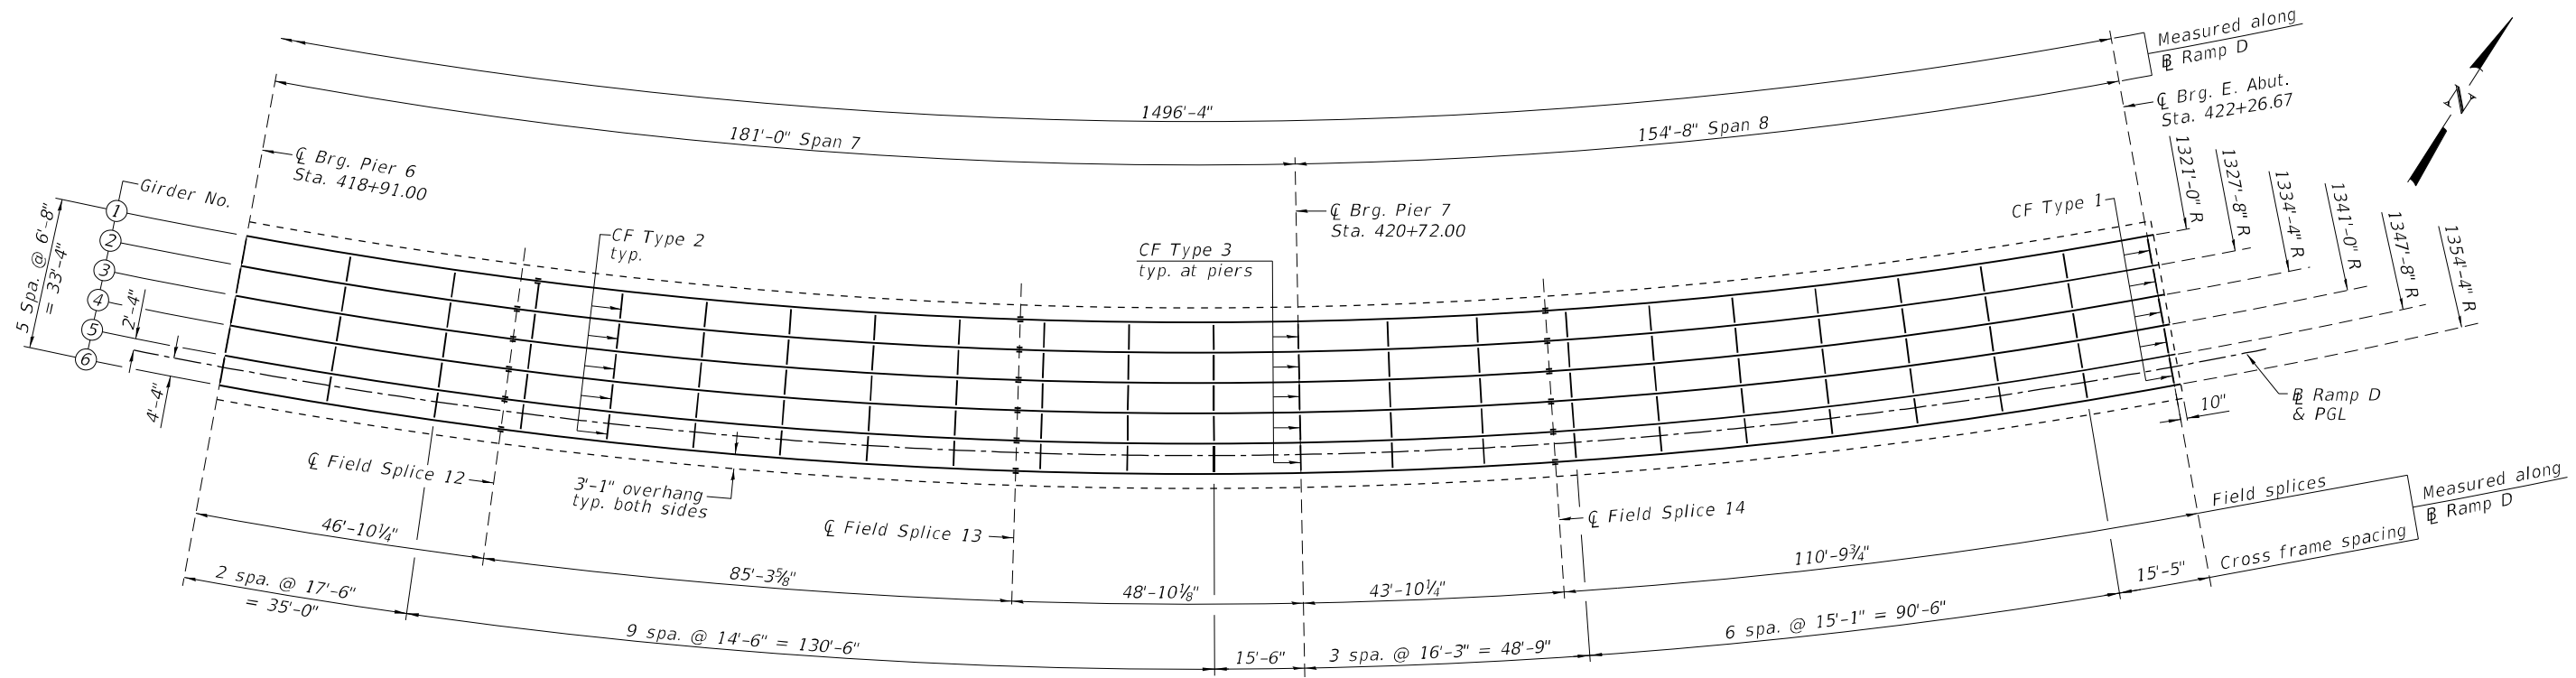 Measured along
℄ Ramp D
1496'-4"
181'-0" Span 7
154'-8" Span 8
℄ Brg. E. Abut.
Sta. 422+26.67
N
℄ Brg. Pier 6
Sta. 418+91.00
℄ Brg. Pier 7
Sta. 420+72.00
Girder No.
1
2
3
4
5
6
5 Spa. @ 6'-8"
= 33'-4"
2'-4"
4'-4"
CF Type 2
typ.
CF Type 3
typ. at piers
CF Type 1
1321'-0" R
1327'-8" R
1334'-4" R
1341'-0" R
1347'-8" R
1354'-4" R
℄ Ramp D
& PGL
10"
℄ Field Splice 12
3'-1" overhang
typ. both sides
℄ Field Splice 13
℄ Field Splice 14
Field splices
Measured along
℄ Ramp D
Cross frame spacing
46'-10¼"
85'-3⅝"
48'-10⅛"
43'-10¼"
110'-9¾"
2 spa. @ 17'-6"
= 35'-0"
9 spa. @ 14'-6" = 130'-6"
15'-6"
3 spa. @ 16'-3" = 48'-9"
6 spa. @ 15'-1" = 90'-6"
15'-5"